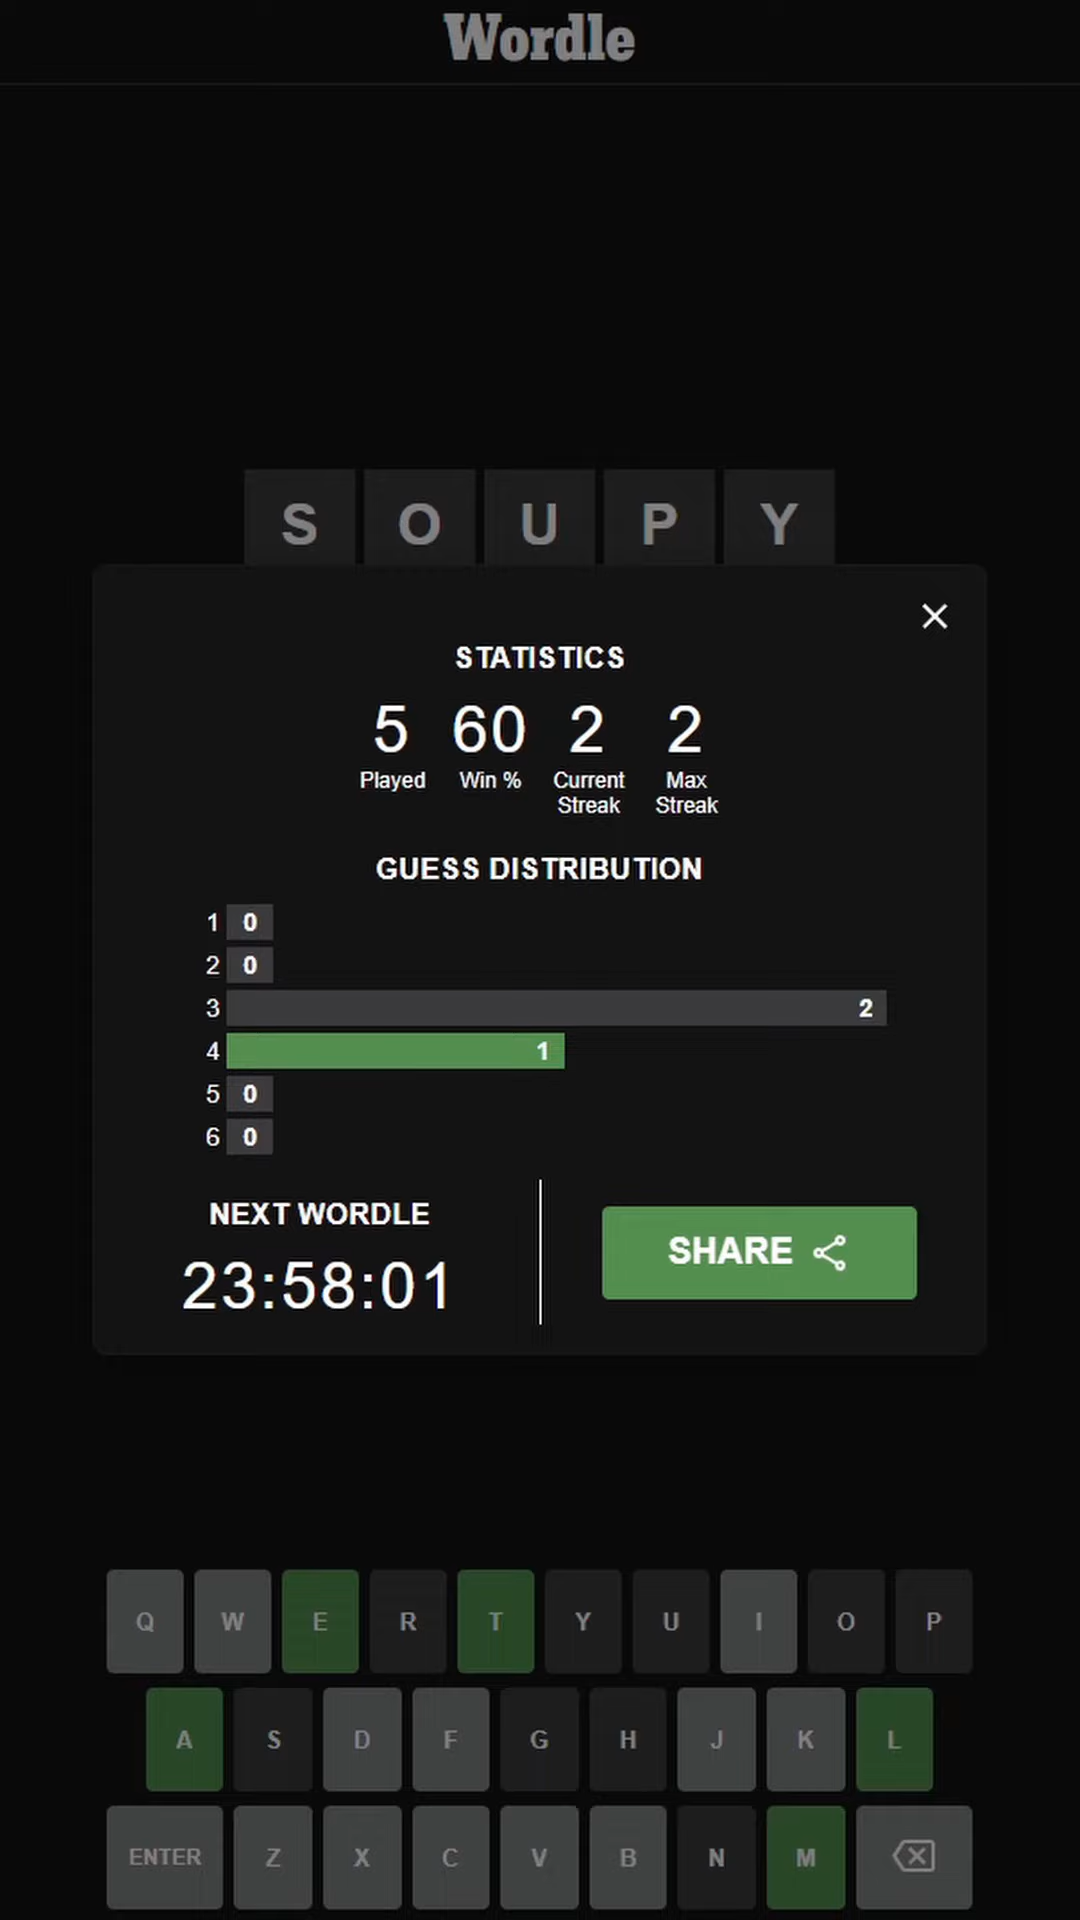 Wordle
S O U P Y
STATISTICS
5 60 2 2
Played Win % Current Streak Max Streak
GUESS DISTRIBUTION
1 0
2 0
3 2
4 1
5 0
6 0
NEXT WORDLE
23:58:01
SHARE
Q W E R T Y U I O P
A S D F G H J K L
ENTER Z X C V B N M